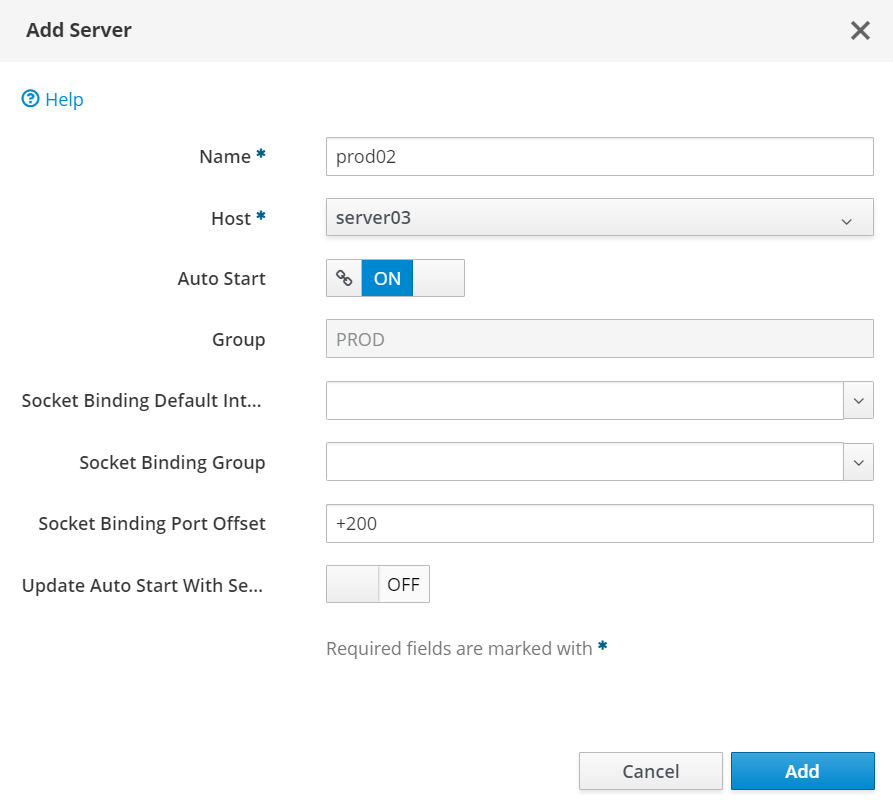 Add Server
Help
Name *
prod02
Host *
server03
Auto Start
ON
Group
PROD
Socket Binding Default Int...
Socket Binding Group
Socket Binding Port Offset
+200
Update Auto Start With Se...
OFF
Required fields are marked with *
Cancel
Add